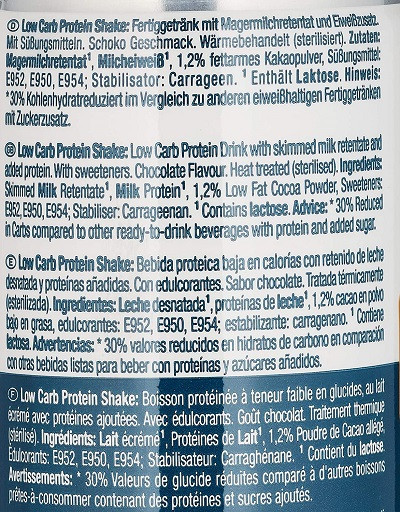 D Low Carb Protein Shake: Fertiggetränk mit Magermilchretentat und Eiweißzusatz.
Mit Süßungsmitteln. Schoko Geschmack. Wärmebehandelt (sterilisiert). Zutaten:
Magermilchretentat¹, Milcheiweiß¹, 1,2% fettarmes Kakaopulver, Süßungsmittel:
E952, E950, E954; Stabilisator: Carrageen. ¹ Enthält Laktose. Hinweis:
*30% Kohlenhydratreduziert im Vergleich zu anderen eiweißhaltigen Fertiggetränken
mit Zuckerzusatz.
GB Low Carb Protein Shake: Low Carb Protein Drink with skimmed milk retentate and
added protein. With sweeteners. Chocolate Flavour. Heat treated (sterilised). Ingredients:
Skimmed Milk Retentate¹, Milk Protein¹, 1,2% Low Fat Cocoa Powder, Sweeteners:
E952, E950, E954; Stabiliser: Carrageenan. ¹ Contains lactose. Advice: * 30% Reduced
in Carts compared to other ready-to-drink beverages with protein and added sugar.
E Low Carb Protein Shake: Bebida proteica baja en calorías con retenido de leche
desnatada y proteínas añadidas. Con edulcorantes. Sabor chocolate. Tratada térmicamente
(esterilizada). Ingredientes: Leche desnatada¹, proteínas de leche¹, 1,2% cacao en polvo
bajo en grasa, edulcorantes: E952, E950, E954; estabilizante: carragenano. ¹ Contiene
lactosa. Advertencias: * 30% valores reducidos en hidratos de carbono en comparación
con otras bebidas listas para beber con proteínas y azúcares añadidos.
F Low Carb Protein Shake: Boisson protéinée à teneur faible en glucides, au lait
écrémé avec protéines ajoutées. Avec édulcorants. Goût chocolat. Traitement thermique
(stérilisé). Ingrédients: Lait écrémé¹, Protéines de Lait¹, 1,2% Poudre de Cacao allégé,
Edulcorants: E952, E950, E954; Stabilisateur: Carraghénane. ¹ Contient du lactose.
Avertissements: * 30% Valeurs de glucide réduites comparé à d'autres boissons
prêtes-à-consommer contenant des protéines et sucres ajoutés.